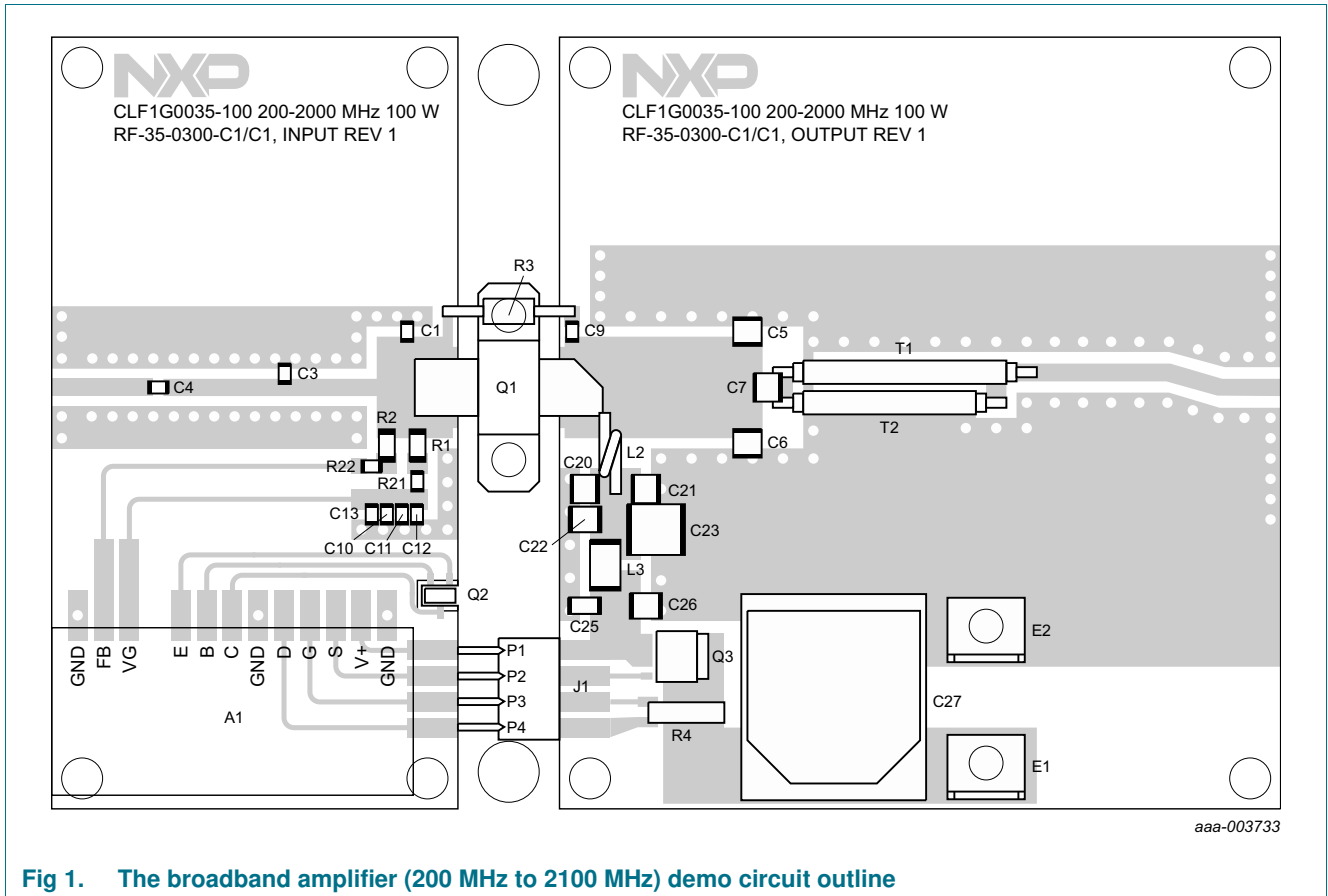 NXP
CLF1G0035-100 200-2000 MHz 100 W
RF-35-0300-C1/C1, INPUT REV 1
NXP
CLF1G0035-100 200-2000 MHz 100 W
RF-35-0300-C1/C1, OUTPUT REV 1
R3
C1
C9
C5
C3
T1
C4
Q1
C7
T2
R2
R1
C6
L2
R22
C20
R21
C21
C13
C23
C10
C11
C12
C22
L3
Q2
C26
C25
E2
GND
FB
VG
E
B
C
GND
D
G
S
V+
GND
P1
P2
P3
P4
J1
Q3
A1
C27
R4
E1
aaa-003733
Fig 1. The broadband amplifier (200 MHz to 2100 MHz) demo circuit outline